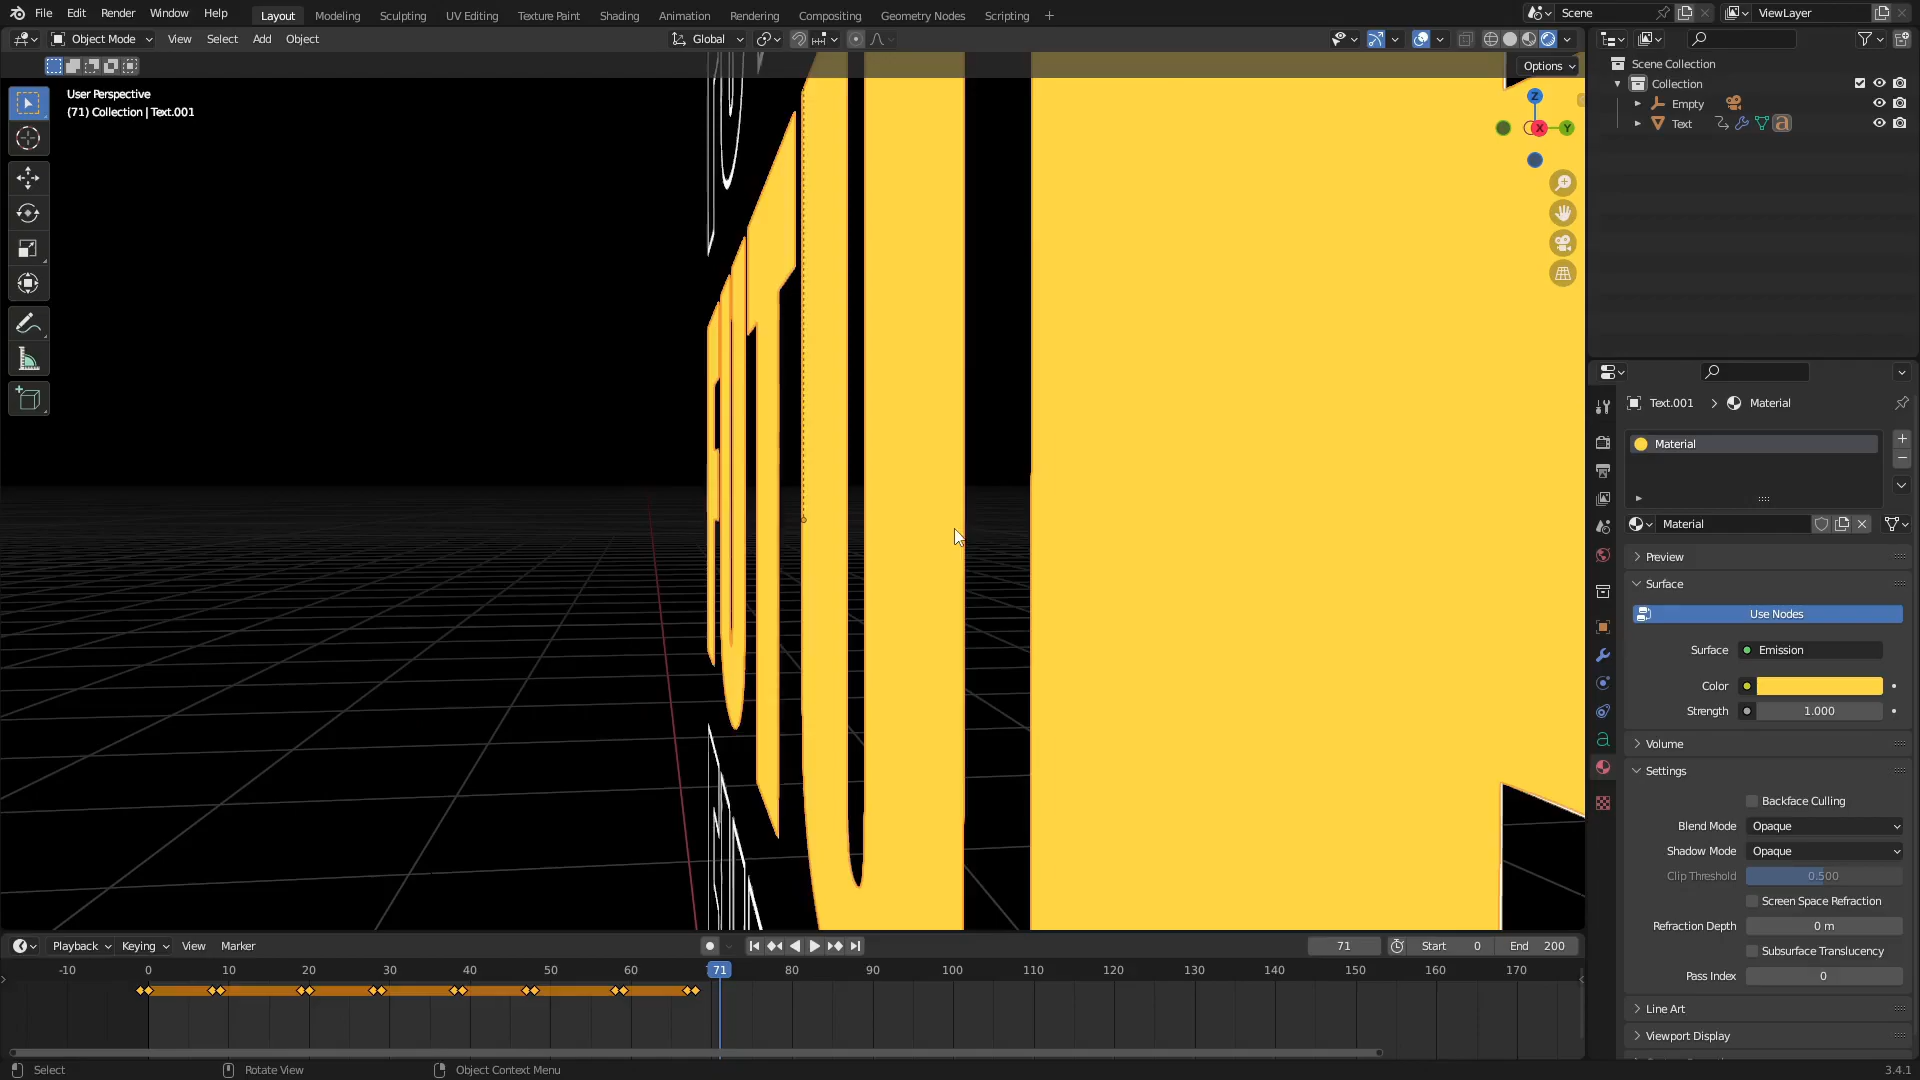 File Edit Render Window Help Layout Modeling Sculpting UV Editing Texture Paint Shading Animation Rendering Compositing Geometry Nodes Scripting + Scene ViewLayer
Object Mode View Select Add Object Global
Options
User Perspective
(71) Collection | Text.001
Z
X
Y
Scene Collection
Collection
Empty
Text
Text.001 > Material
Material
Material
Preview
Surface
Use Nodes
Surface Emission
Color
Strength 1.000
Volume
Settings
Backface Culling
Blend Mode Opaque
Shadow Mode Opaque
Clip Threshold 0.500
Screen Space Refraction
Refraction Depth 0 m
Subsurface Translucency
Pass Index 0
Line Art
Viewport Display
Playback Keying View Marker 71 Start 0 End 200
-10 0 10 20 30 40 50 60 71 80 90 100 110 120 130 140 150 160 170
Select Rotate View Object Context Menu 3.4.1